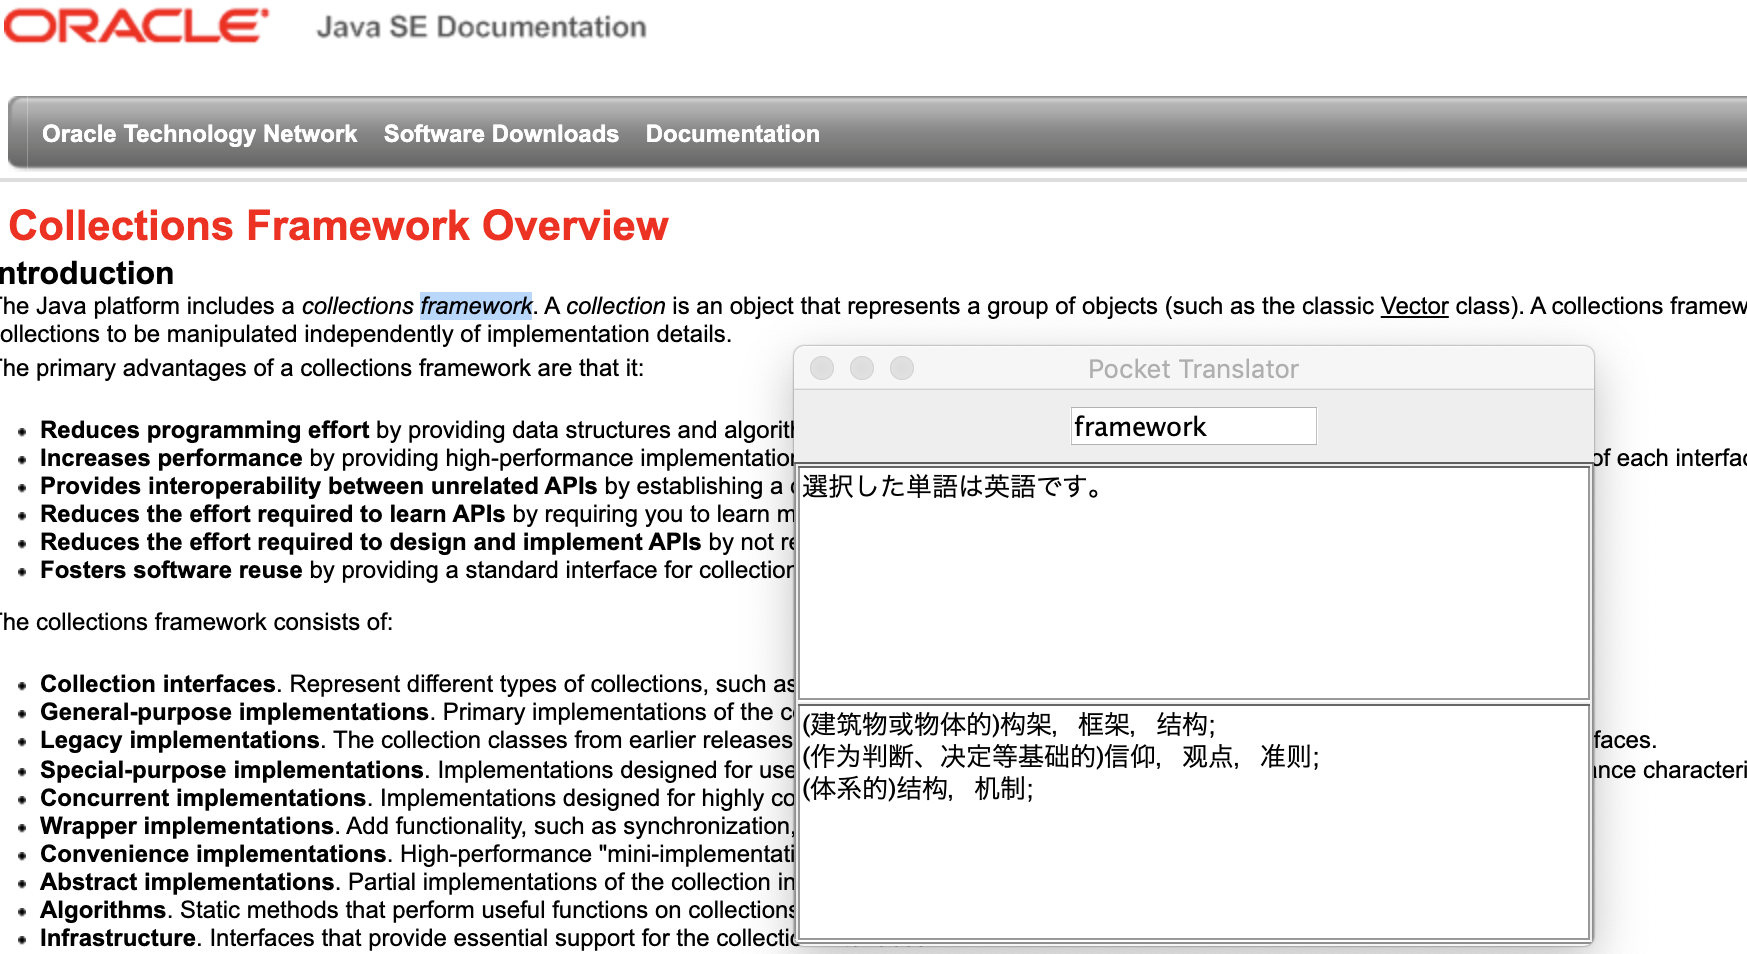 ORACLE Java SE Documentation
Oracle Technology Network Software Downloads Documentation
Collections Framework Overview
ntroduction
he Java platform includes a collections framework. A collection is an object that represents a group of objects (such as the classic Vector class). A collections framew
ollections to be manipulated independently of implementation details.
he primary advantages of a collections framework are that it:
• Reduces programming effort by providing data structures and algorith
• Increases performance by providing high-performance implementation of each interfac
• Provides interoperability between unrelated APIs by establishing a c
• Reduces the effort required to learn APIs by requiring you to learn m
• Reduces the effort required to design and implement APIs by not re
• Fosters software reuse by providing a standard interface for collection
he collections framework consists of:
• Collection interfaces. Represent different types of collections, such as
• General-purpose implementations. Primary implementations of the c
• Legacy implementations. The collection classes from earlier releases faces.
• Special-purpose implementations. Implementations designed for use ance characteri
• Concurrent implementations. Implementations designed for highly co
• Wrapper implementations. Add functionality, such as synchronization,
• Convenience implementations. High-performance "mini-implementati
• Abstract implementations. Partial implementations of the collection in
• Algorithms. Static methods that perform useful functions on collections
• Infrastructure. Interfaces that provide essential support for the collectio
Pocket Translator
framework
選択した単語は英語です。
(建筑物或物体的)构架，框架，结构;
(作为判断、决定等基础的)信仰，观点，准则;
(体系的)结构，机制;